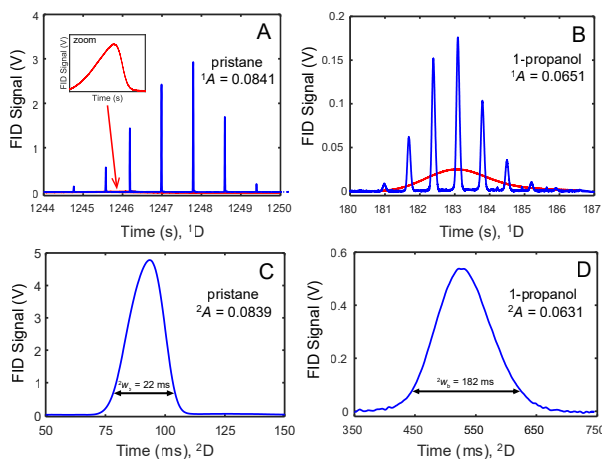 A
zoom
FID Signal (V)
Time (s)
pristane
¹A = 0.0841
FID Signal (V)
4
3
2
1
0
1244 1245 1246 1247 1248 1249 1250
Time (s), ¹D
B
1-propanol
¹A = 0.0651
FID Signal (V)
0.2
0.15
0.1
0.05
0
180 181 182 183 184 185 186 187
Time (s), ¹D
C
pristane
²A = 0.0839
FID Signal (V)
5
4
3
2
1
0
²w_b = 22 ms
50 100 150
Time (ms), ²D
D
1-propanol
²A = 0.0631
FID Signal (V)
0.6
0.4
0.2
0
²w_b = 182 ms
350 450 550 650 750
Time (ms), ²D